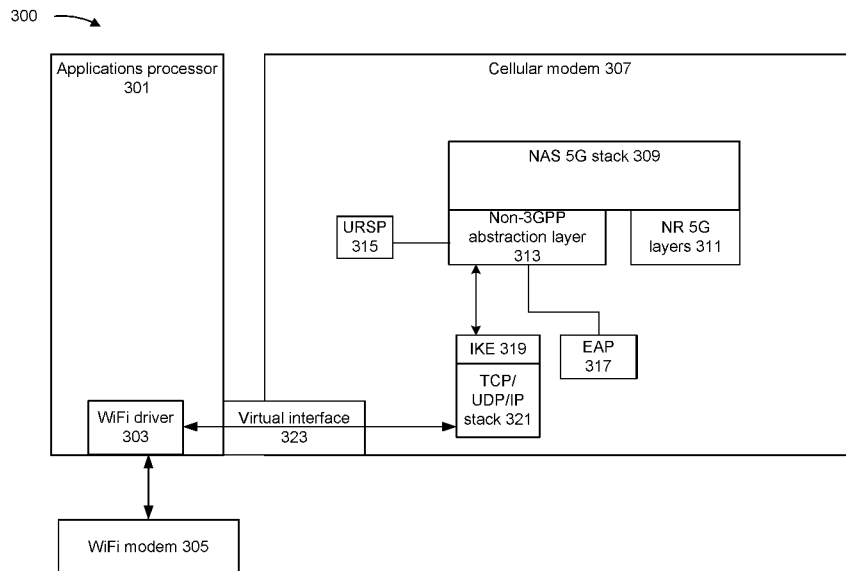 300
Applications processor
301
Cellular modem 307
NAS 5G stack 309
URSP
315
Non-3GPP
abstraction layer
313
NR 5G
layers 311
IKE 319
EAP
317
TCP/
UDP/IP
stack 321
WiFi driver
303
Virtual interface
323
WiFi modem 305